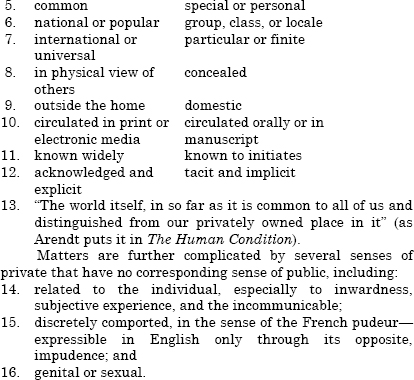 5. common special or personal
6. national or popular group, class, or locale
7. international or particular or finite
universal
8. in physical view of concealed
others
9. outside the home domestic
10. circulated in print or circulated orally or in
electronic media manuscript
11. known widely known to initiates
12. acknowledged and tacit and implicit
explicit
13. “The world itself, in so far as it is common to all of us and
distinguished from our privately owned place in it” (as
Arendt puts it in The Human Condition).
Matters are further complicated by several senses of
private that have no corresponding sense of public, including:
14. related to the individual, especially to inwardness,
subjective experience, and the incommunicable;
15. discretely comported, in the sense of the French pudeur—
expressible in English only through its opposite,
impudence; and
16. genital or sexual.